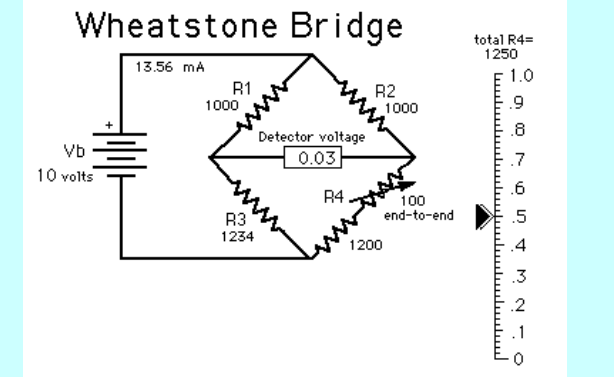 Wheatstone Bridge
total R4=
1250
13.56 mA
R1
1000
R2
1000
+
Vb
10 volts
Detector voltage
0.03
R4
100
end-to-end
R3
1234
1200
1.0
.9
.8
.7
.6
.5
.4
.3
.2
.1
0